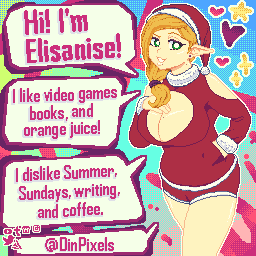 Hi! I'm
Elisanise!
I like video games
books, and
orange juice!
I dislike Summer,
Sundays, writing,
and coffee.
@DinPixels